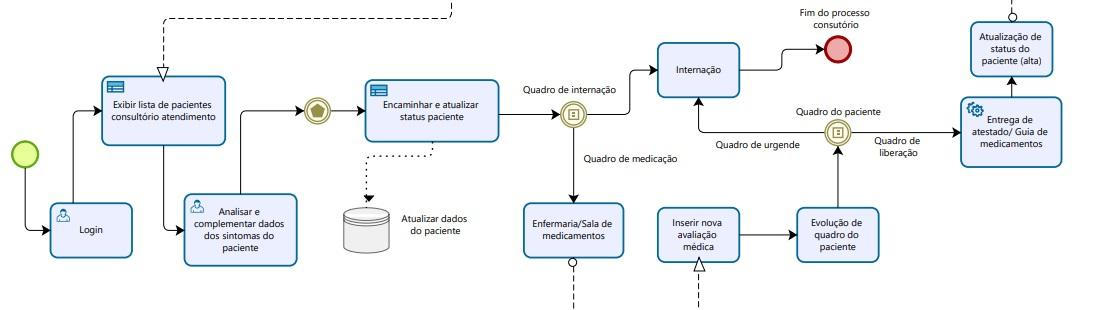 Fim do processo
consutório
Atualização de
status do
paciente (alta)
Internação
Exibir lista de pacientes
consultório atendimento
Encaminhar e atualizar
status paciente
Quadro de internação
Quadro do paciente
Entrega de
atestado/ Guia de
medicamentos
Quadro de urgende
Quadro de
liberação
Quadro de medicação
Login
Analisar e
complementar dados
dos sintomas do
paciente
Atualizar dados
do paciente
Enfermaria/Sala de
medicamentos
Inserir nova
avaliação
médica
Evolução de
quadro do
paciente